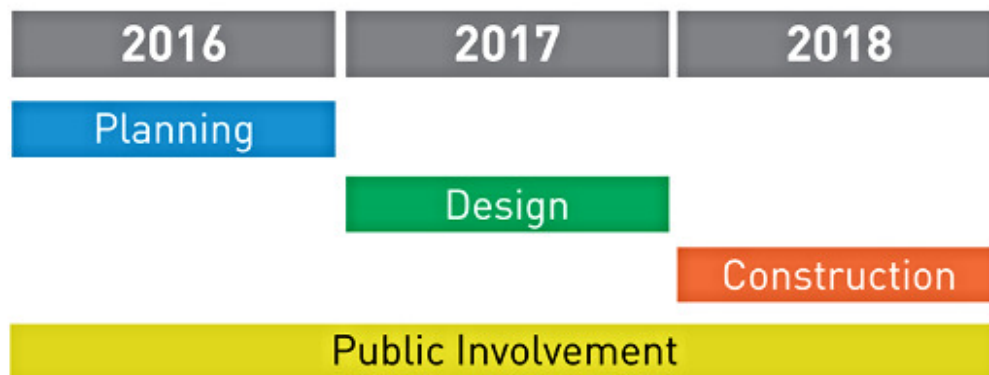 2016 2017 2018
Planning
Design
Construction
Public Involvement